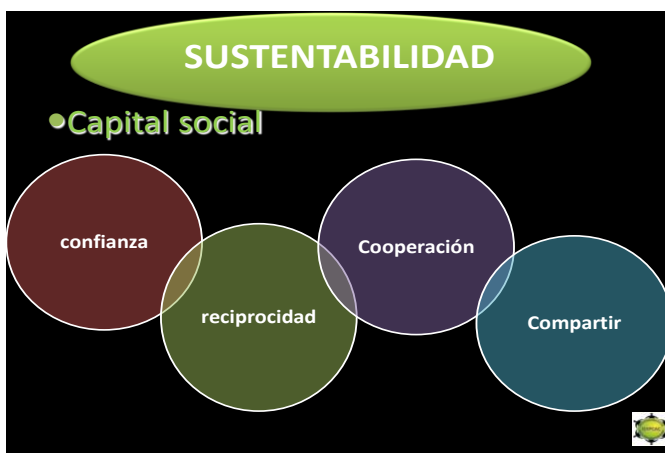 SUSTENTABILIDAD
•Capital social
confianza
reciprocidad
Cooperación
Compartir